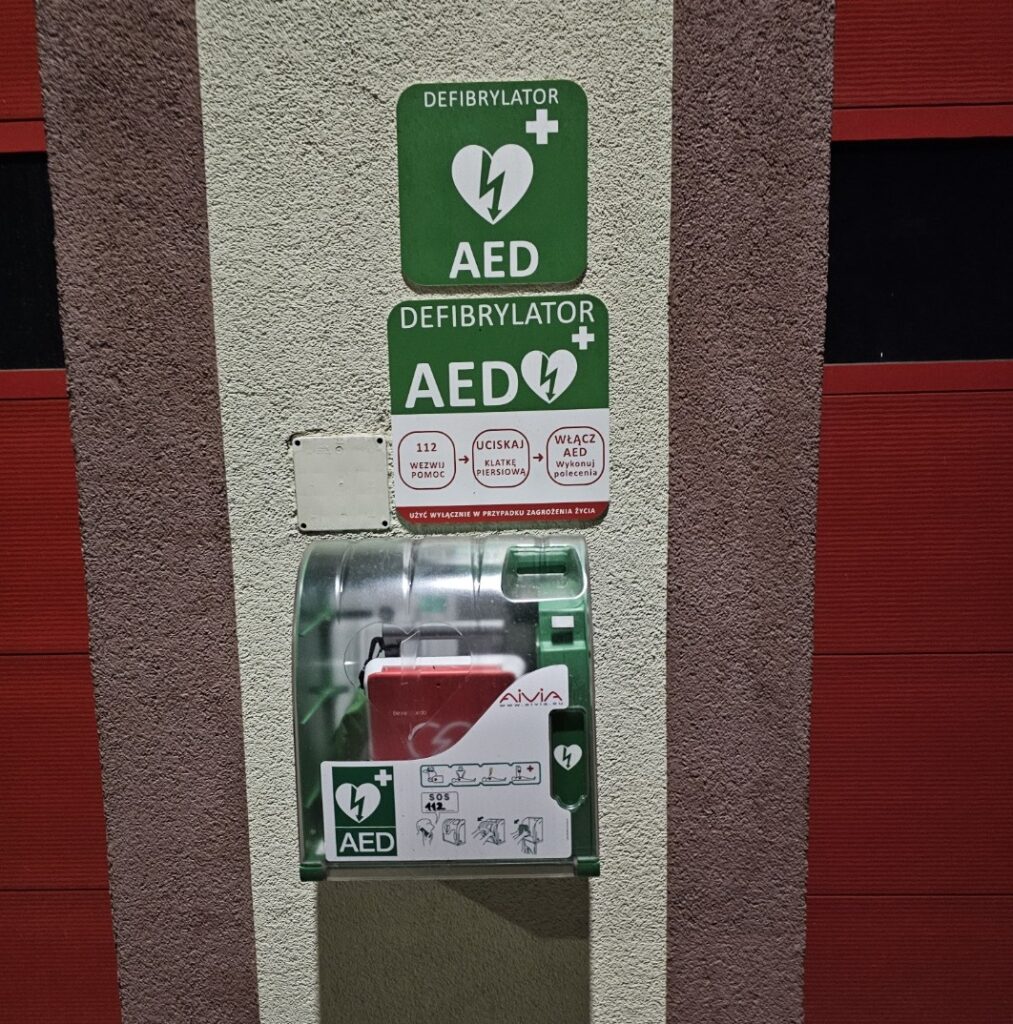 DEFIBRYLATOR
AED
DEFIBRYLATOR
AED
112
WEZWIJ
POMOC
UCISKAJ
KLATKĘ
PIERSIOWĄ
WŁĄCZ
AED
Wykonuj
polecenia
UŻYĆ WYŁĄCZNIE W PRZYPADKU ZAGROŻENIA ŻYCIA
AIVIA
www.aivia.eu
AED
SOS
112